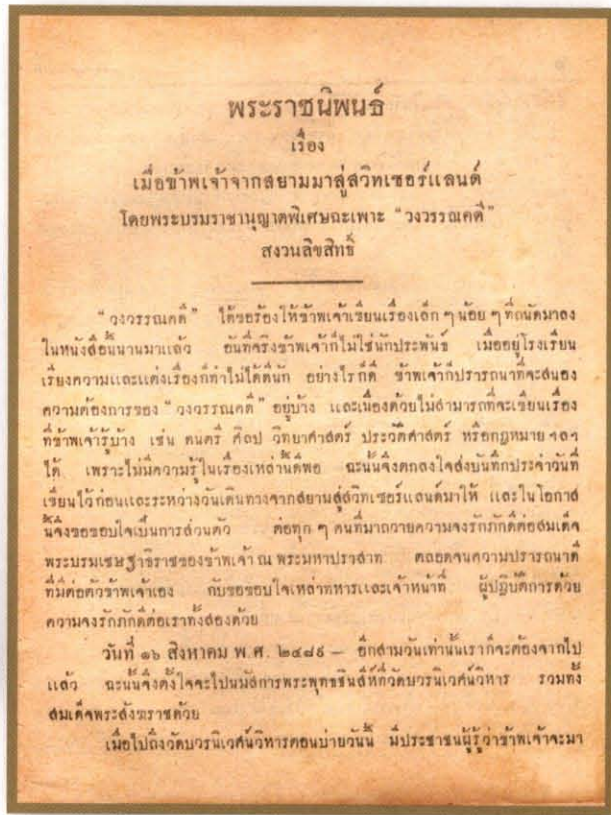 พระราชนิพนธ์
เรื่อง
เมื่อข้าพเจ้าจากสยามมาสู่สวิทเซอร์แลนด์
โดยพระบรมราชานุญาตพิเศษฉะเพาะ “วงวรรณคดี”
สงวนลิขสิทธิ์
“วงวรรณคดี” ได้ขอร้องให้ข้าพเจ้าเขียนเรื่องเล็ก ๆ น้อย ๆ ที่ถนัดมาลง
ในหนังสือนี้นานมาแล้ว อันที่จริงข้าพเจ้าก็ไม่ใช่นักประพันธ์ เมื่ออยู่โรงเรียน
เรียงความและแต่งเรื่องก็ทำไม่ได้ดีนัก อย่างไรก็ดี ข้าพเจ้าก็ปรารถนาที่จะสนอง
ความต้องการของ “วงวรรณคดี” อยู่บ้าง และเนื่องด้วยไม่สามารถที่จะเขียนเรื่อง
ที่ข้าพเจ้ารู้บ้าง เช่น ดนตรี ศิลป วิทยาศาสตร์ ประวัติศาสตร์ หรือกฎหมาย ฯลฯ
ได้ เพราะไม่มีความรู้ในเรื่องเหล่านี้ดีพอ ฉะนั้นจึงตกลงใจส่งบันทึกประจำวันที่
เขียนไว้ก่อนและระหว่างวันเดินทางจากสยามสู่สวิทเซอร์แลนด์มาให้ และในโอกาส
นี้จึงขอขอบใจเป็นการส่วนตัว ต่อทุก ๆ คนที่มาถวายความจงรักภักดีต่อสมเด็จ
พระบรมเชษฐาธิราชของข้าพเจ้า ณ พระมหาปราสาท ตลอดจนความปรารถนาดี
ที่มีต่อตัวข้าพเจ้าเอง กับขอขอบใจเหล่าทหารและเจ้าหน้าที่ ผู้ปฏิบัติการด้วย
ความจงรักภักดีต่อเราทั้งสองด้วย
วันที่ ๑๖ สิงหาคม พ.ศ. ๒๔๘๙ — อีกสามวันเท่านั้นเราก็จะต้องจากไป
แล้ว ฉะนั้นจึงตั้งใจจะไปนมัสการพระพุทธชินสีห์ที่วัดบวรนิเวศน์วิหาร รวมทั้ง
สมเด็จพระสังฆราชด้วย
เมื่อไปถึงวัดบวรนิเวศน์วิหารตอนบ่ายวันนี้ มีประชาชนผู้รู้ว่าข้าพเจ้าจะมา